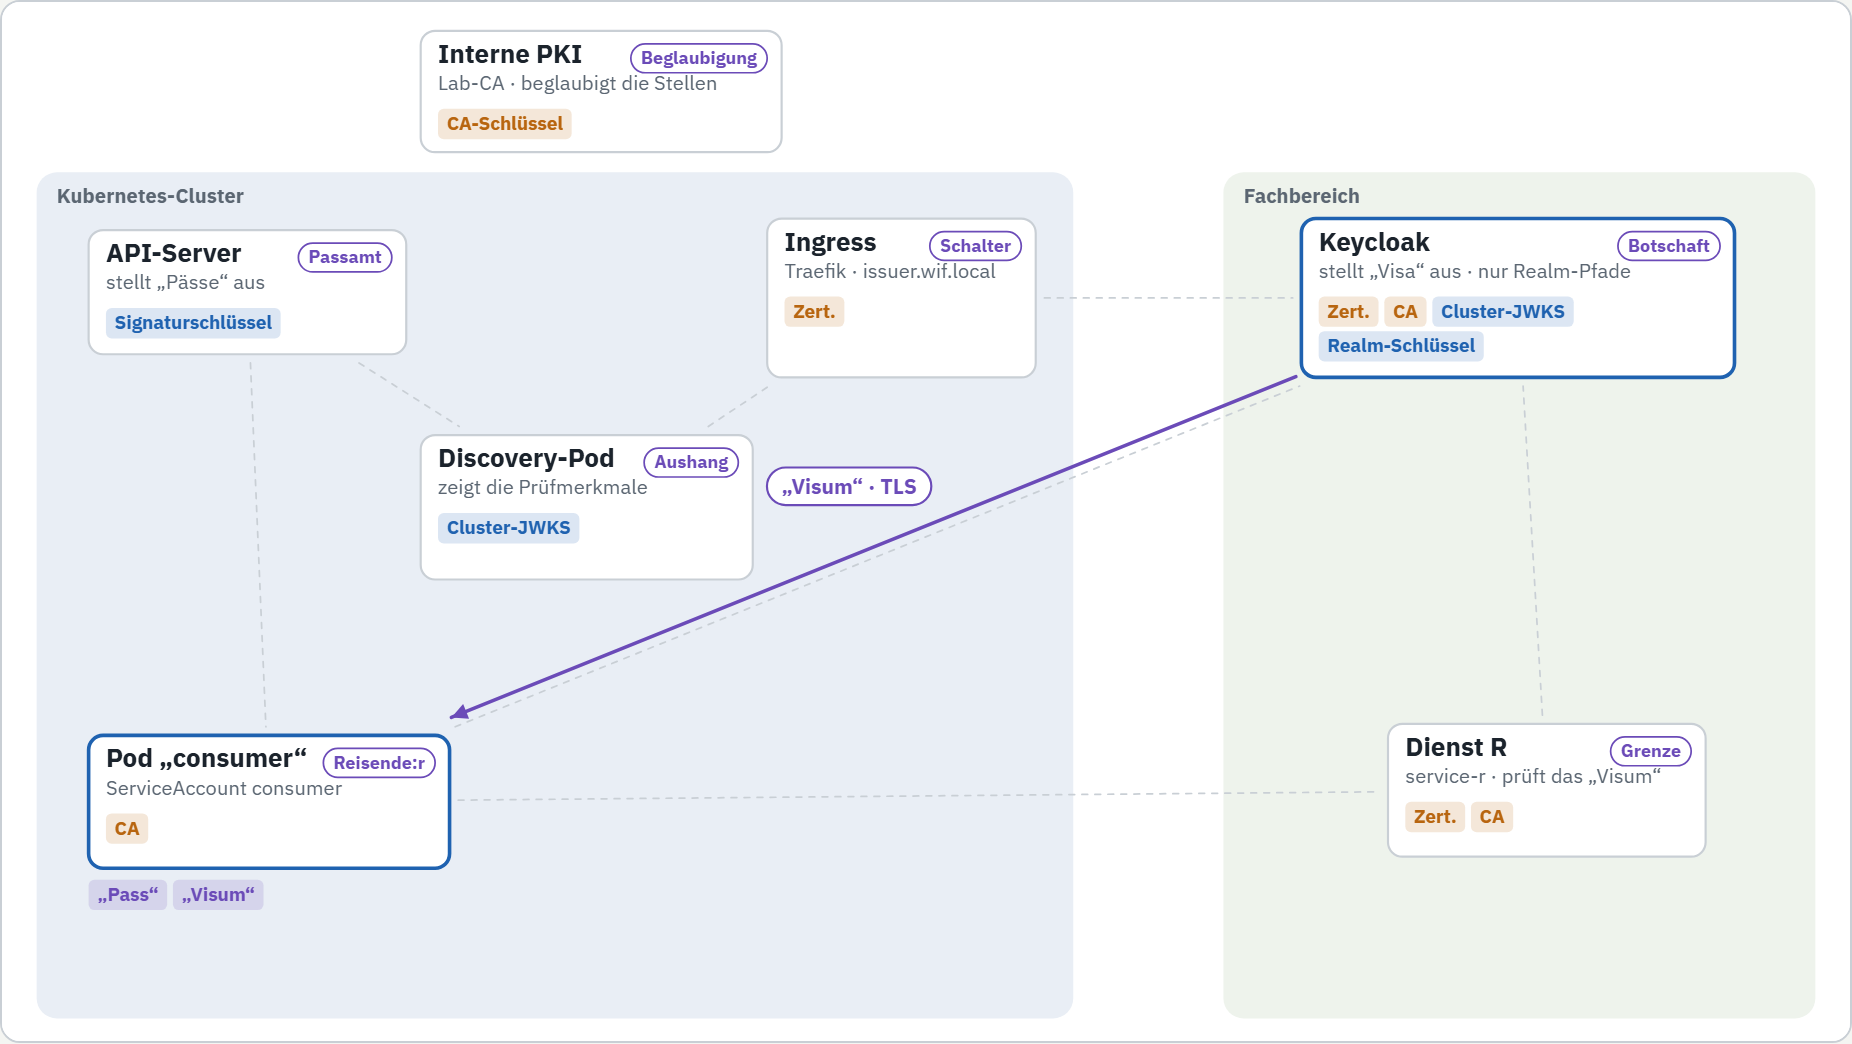 Interne PKI
Beglaubigung
Lab-CA · beglaubigt die Stellen
CA-Schlüssel
Kubernetes-Cluster
API-Server
Passamt
stellt „Pässe“ aus
Signaturschlüssel
Ingress
Schalter
Traefik · issuer.wif.local
Zert.
Discovery-Pod
Aushang
zeigt die Prüfmerkmale
Cluster-JWKS
„Visum“ · TLS
Pod „consumer“
Reisende:r
ServiceAccount consumer
CA
„Pass“ „Visum“
Fachbereich
Keycloak
Botschaft
stellt „Visa“ aus · nur Realm-Pfade
Zert. CA Cluster-JWKS
Realm-Schlüssel
Dienst R
Grenze
service-r · prüft das „Visum“
Zert. CA